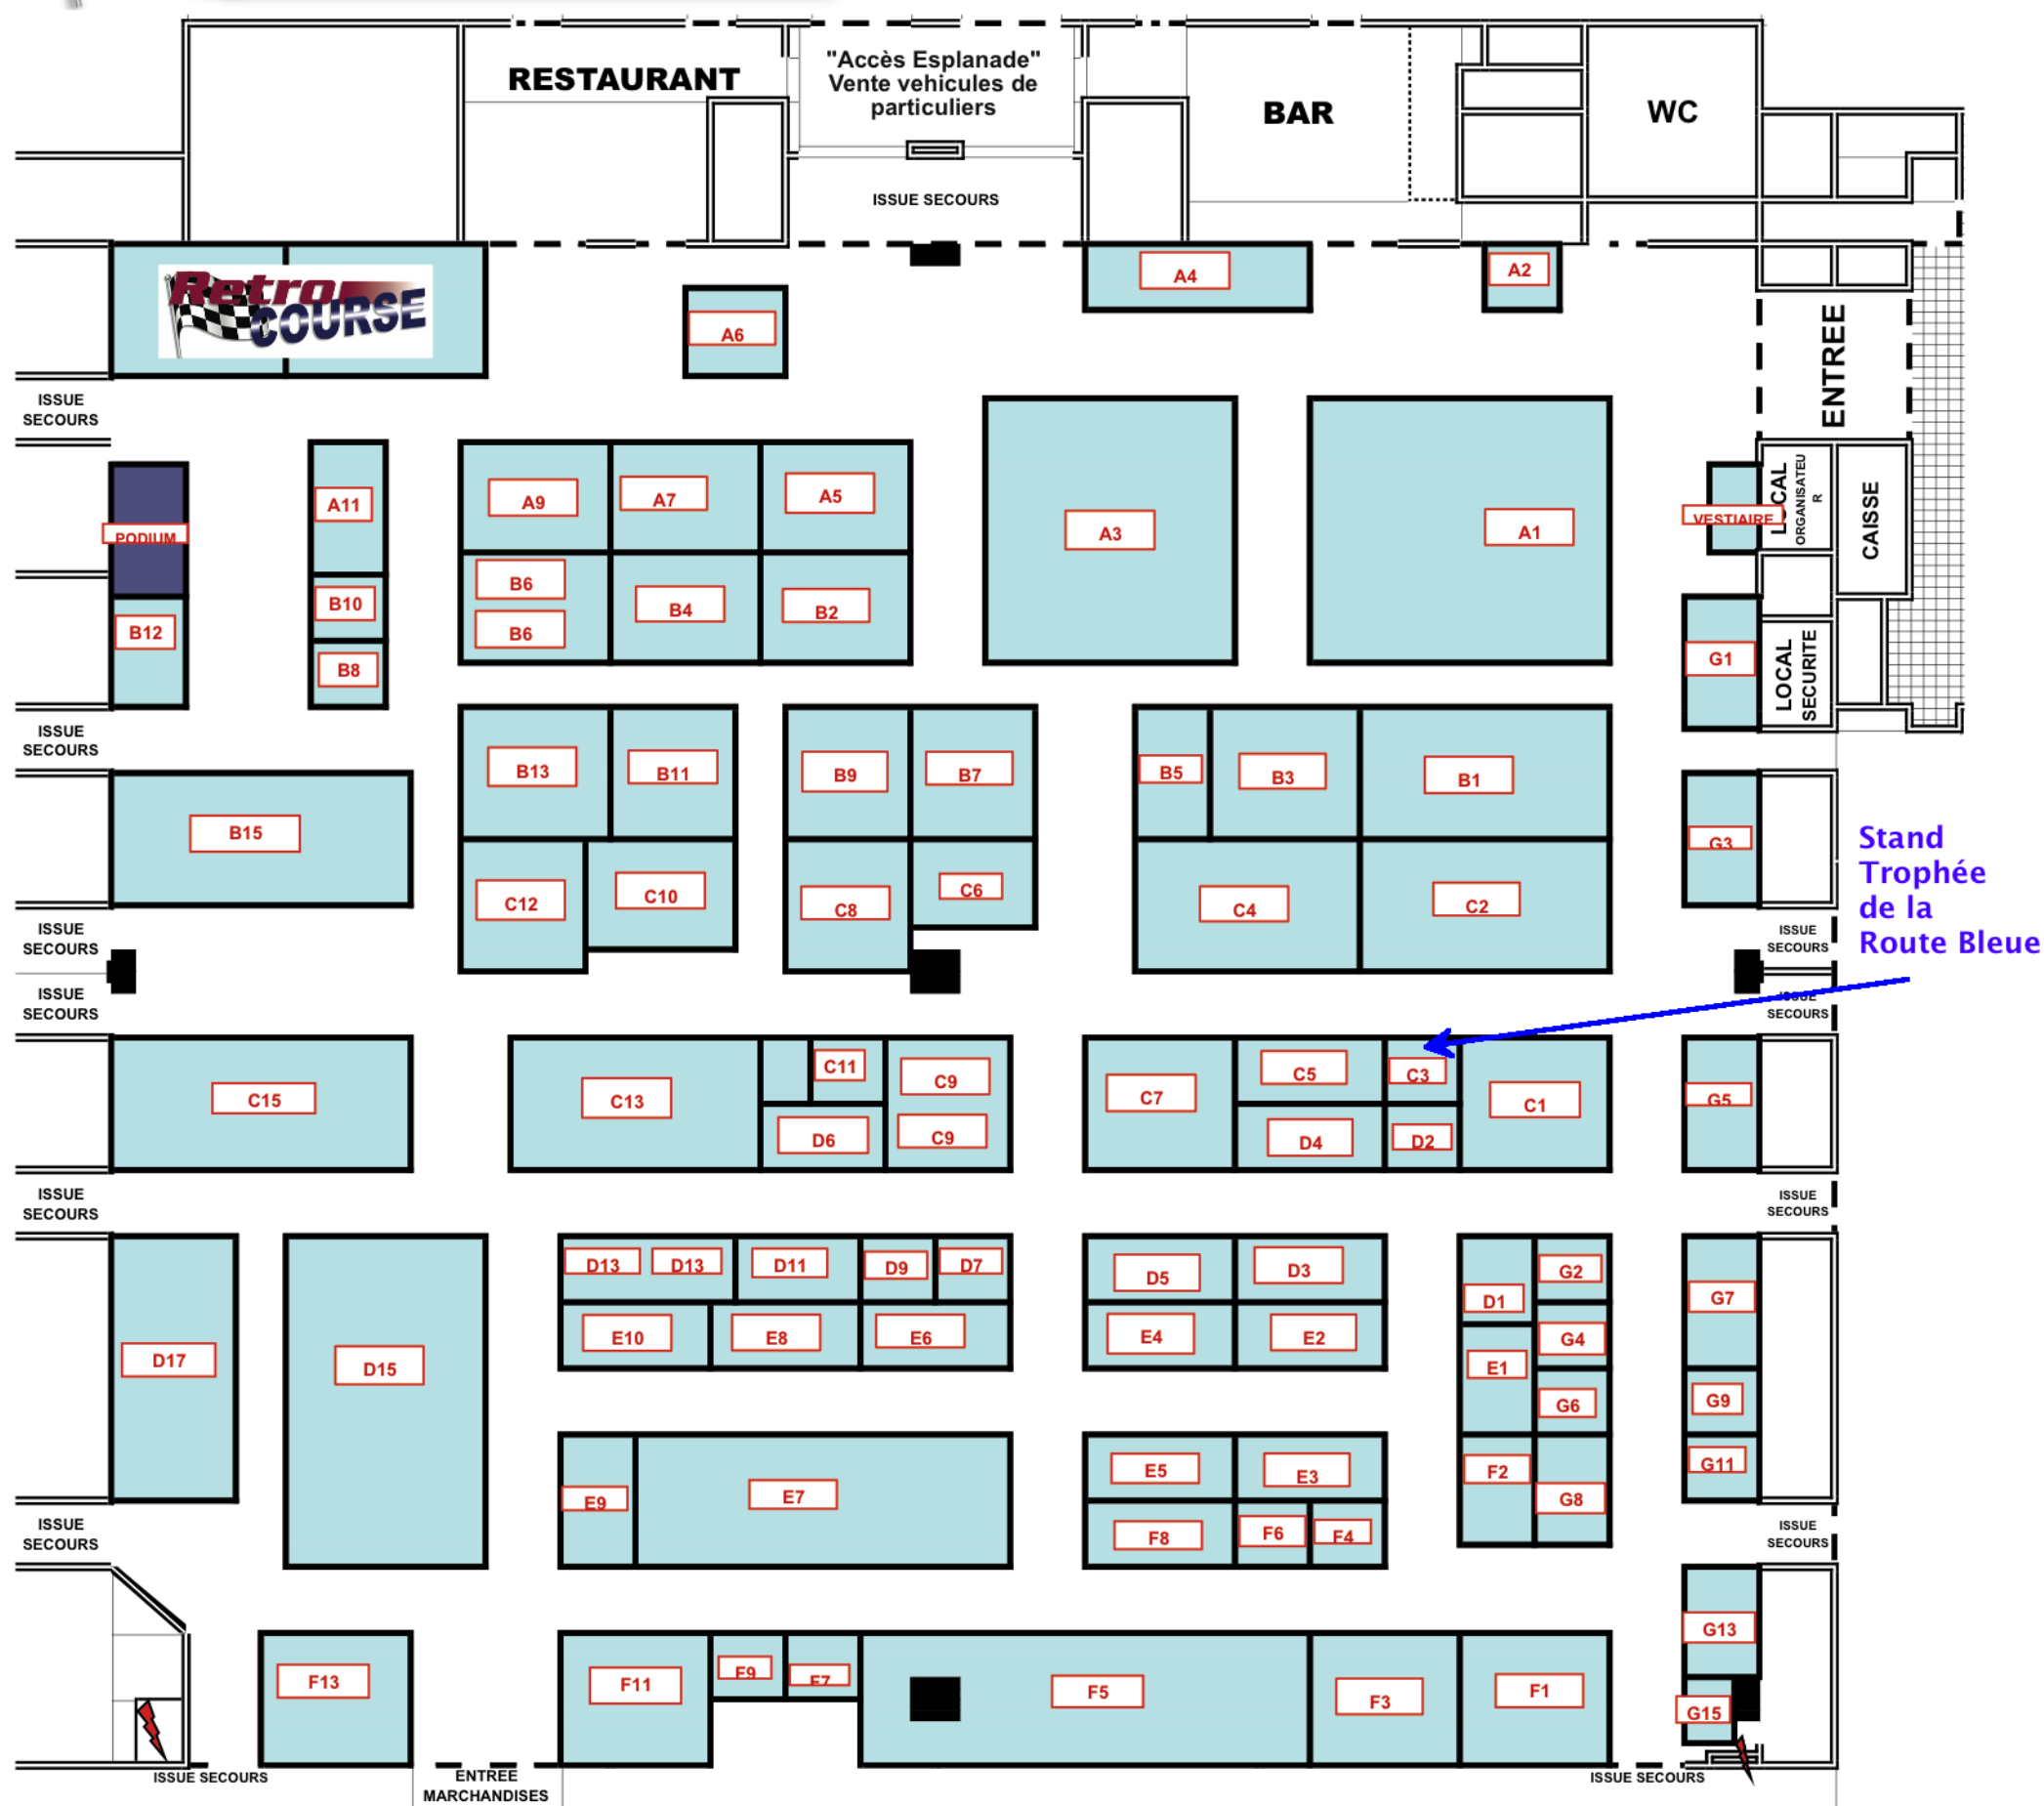 RESTAURANT
"Accès Esplanade"
Vente vehicules de
particuliers
BAR
WC
ISSUE SECOURS
Retro
COURSE
A6
A4
A2
ENTREE
ISSUE
SECOURS
PODIUM
B12
A11
B10
B8
A9
A7
A5
B6
B6
B4
B2
A3
A1
VESTIAIRE
LOCAL
ORGANISATEU
R
CAISSE
G1
LOCAL
SECURITE
ISSUE
SECOURS
B15
B13
B11
C12
C10
B9
B7
C8
C6
B5
B3
B1
C4
C2
G3
Stand
Trophée
de la
Route Bleue
ISSUE
SECOURS
ISSUE
SECOURS
ISSUE
SECOURS
ISSUE
SECOURS
C15
C13
C11
D6
C9
C9
C7
C5
C3
D4
D2
C1
G5
ISSUE
SECOURS
ISSUE
SECOURS
D17
D15
D13
D13
D11
D9
D7
E10
E8
E6
D5
D3
E4
E2
D1
G2
G4
E1
G6
F2
G8
G7
G9
G11
E9
E7
E5
E3
F8
F6
F4
ISSUE
SECOURS
ISSUE
SECOURS
F13
F11
F9
F7
F5
F3
F1
G13
G15
ISSUE SECOURS
ENTREE
MARCHANDISES
ISSUE SECOURS